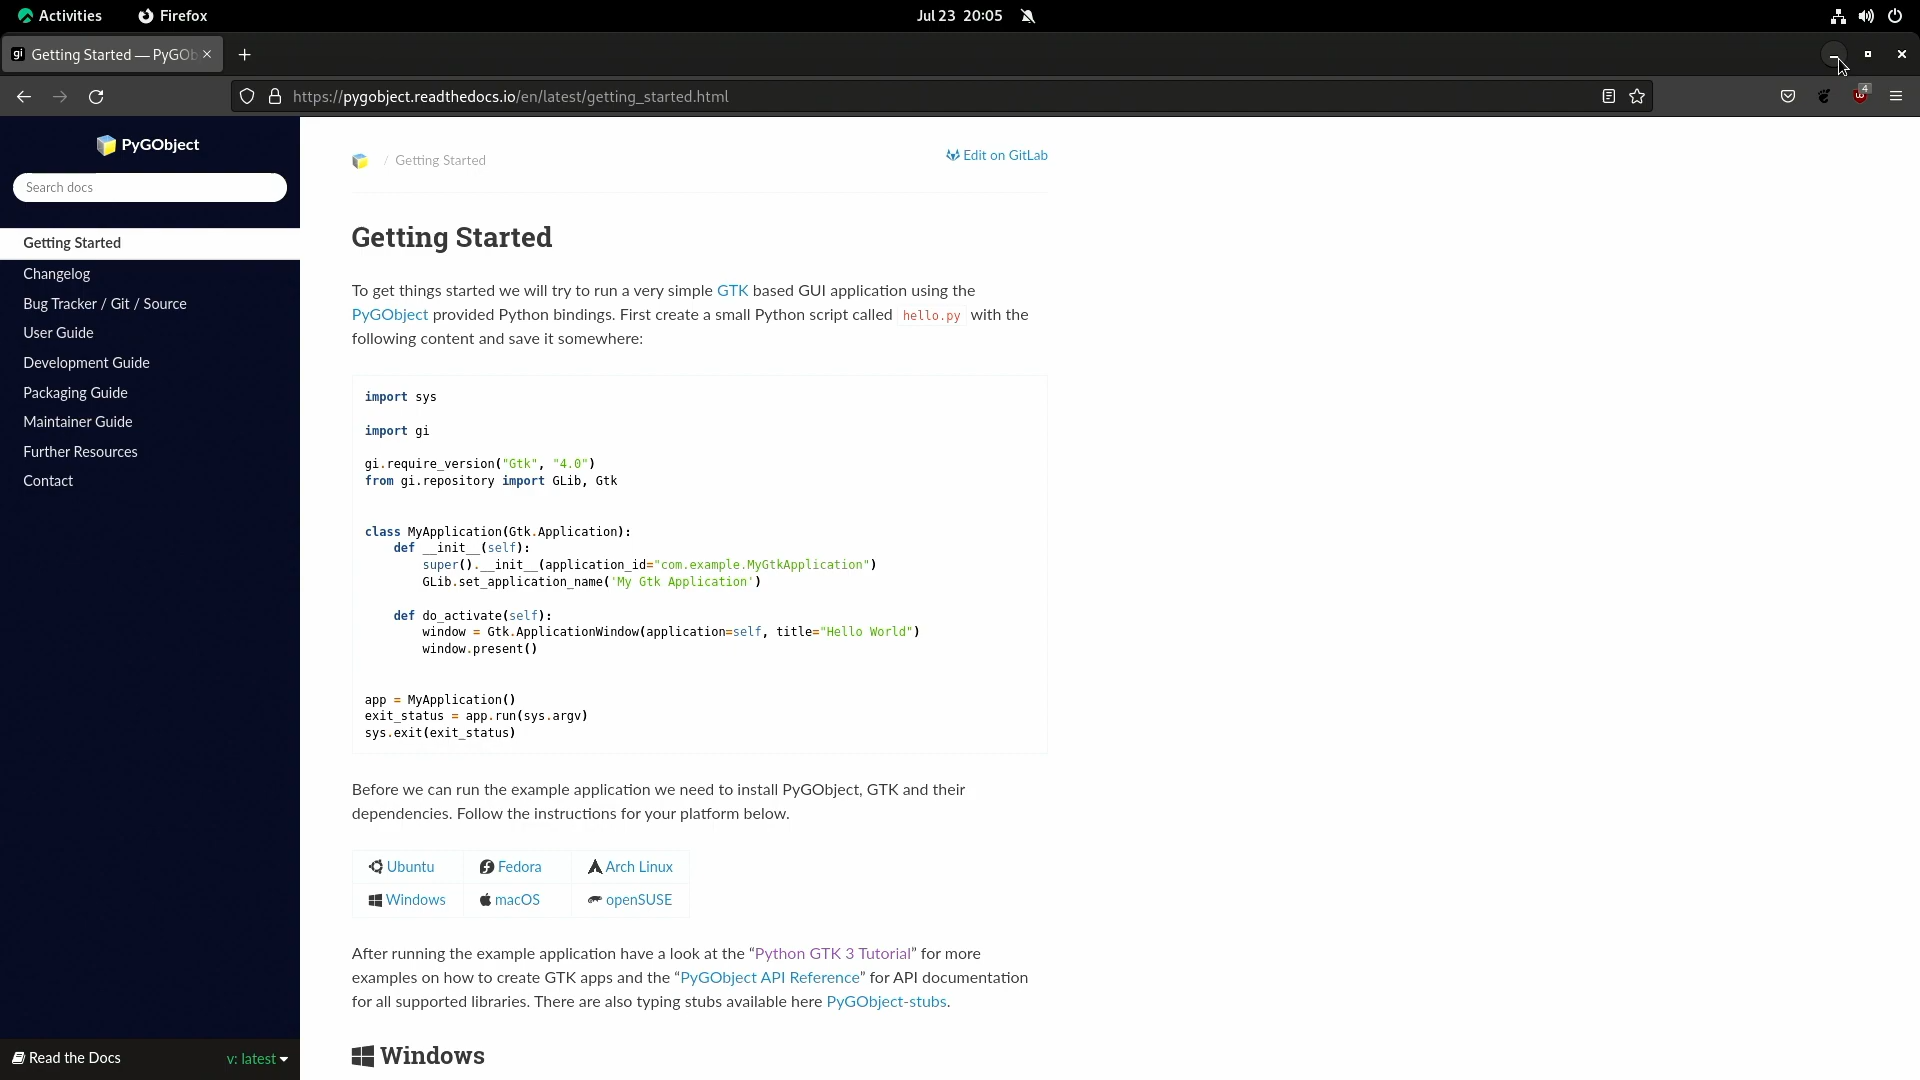 Activities
Firefox
Jul 23 20:05
gi Getting Started — PyGOb
https://pygobject.readthedocs.io/en/latest/getting_started.html
4
PyGObject
Search docs
Getting Started
Changelog
Bug Tracker / Git / Source
User Guide
Development Guide
Packaging Guide
Maintainer Guide
Further Resources
Contact
Read the Docs
v: latest
/ Getting Started
Edit on GitLab
Getting Started
To get things started we will try to run a very simple GTK based GUI application using the
PyGObject provided Python bindings. First create a small Python script called hello.py with the
following content and save it somewhere:
import sys
import gi
gi.require_version("Gtk", "4.0")
from gi.repository import GLib, Gtk
class MyApplication(Gtk.Application):
    def __init__(self):
        super().__init__(application_id="com.example.MyGtkApplication")
        GLib.set_application_name('My Gtk Application')
    def do_activate(self):
        window = Gtk.ApplicationWindow(application=self, title="Hello World")
        window.present()
app = MyApplication()
exit_status = app.run(sys.argv)
sys.exit(exit_status)
Before we can run the example application we need to install PyGObject, GTK and their
dependencies. Follow the instructions for your platform below.
Ubuntu Fedora Arch Linux
Windows macOS openSUSE
After running the example application have a look at the “Python GTK 3 Tutorial” for more
examples on how to create GTK apps and the “PyGObject API Reference” for API documentation
for all supported libraries. There are also typing stubs available here PyGObject-stubs.
Windows